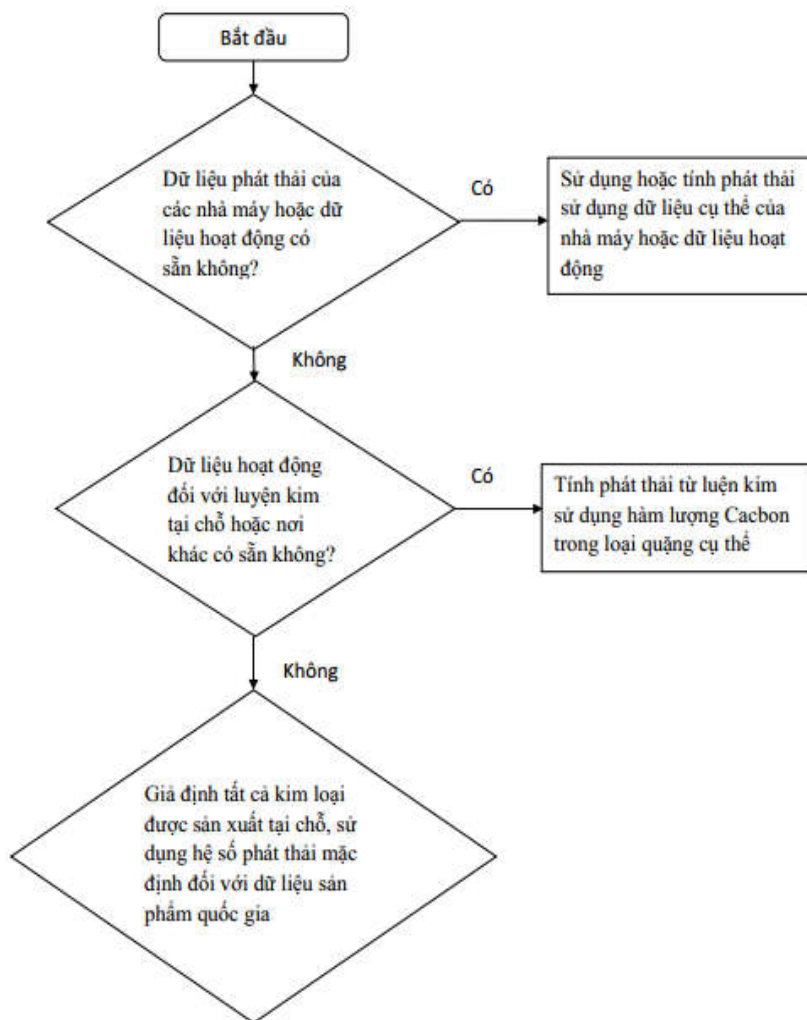 Bắt đầu
Dữ liệu phát thải của
các nhà máy hoặc dữ
liệu hoạt động có
sẵn không?
Có
Sử dụng hoặc tính phát thải
sử dụng dữ liệu cụ thể của
nhà máy hoặc dữ liệu hoạt
động
Không
Dữ liệu hoạt động
đối với luyện kim
tại chỗ hoặc nơi
khác có sẵn không?
Có
Tính phát thải từ luện kim
sử dụng hàm lượng Cacbon
trong loại quặng cụ thể
Không
Giả định tất cả kim loại
được sản xuất tại chỗ, sử
dụng hệ số phát thải mặc
định đối với dữ liệu sản
phẩm quốc gia